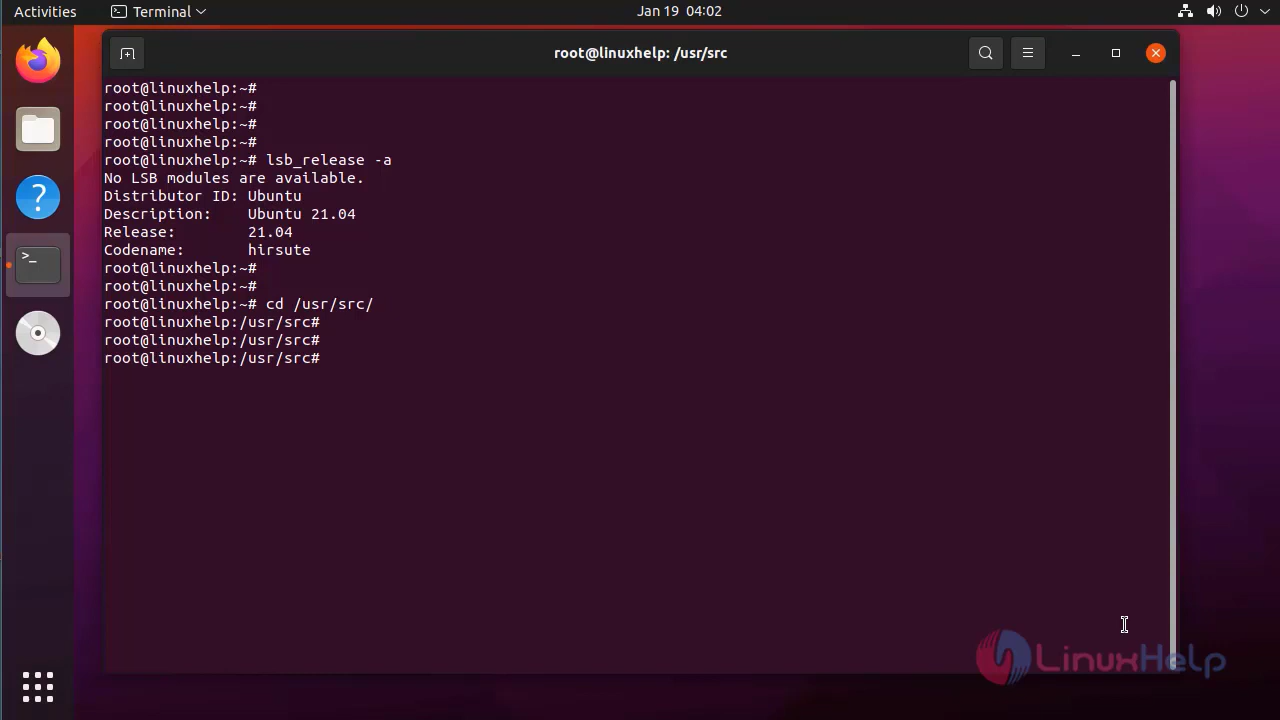 Activities Terminal Jan 19 04:02
root@linuxhelp: /usr/src
root@linuxhelp:~#
root@linuxhelp:~#
root@linuxhelp:~#
root@linuxhelp:~#
root@linuxhelp:~# lsb_release -a
No LSB modules are available.
Distributor ID: Ubuntu
Description:    Ubuntu 21.04
Release:        21.04
Codename:       hirsute
root@linuxhelp:~#
root@linuxhelp:~#
root@linuxhelp:~# cd /usr/src/
root@linuxhelp:/usr/src#
root@linuxhelp:/usr/src#
root@linuxhelp:/usr/src#
LinuxHelp